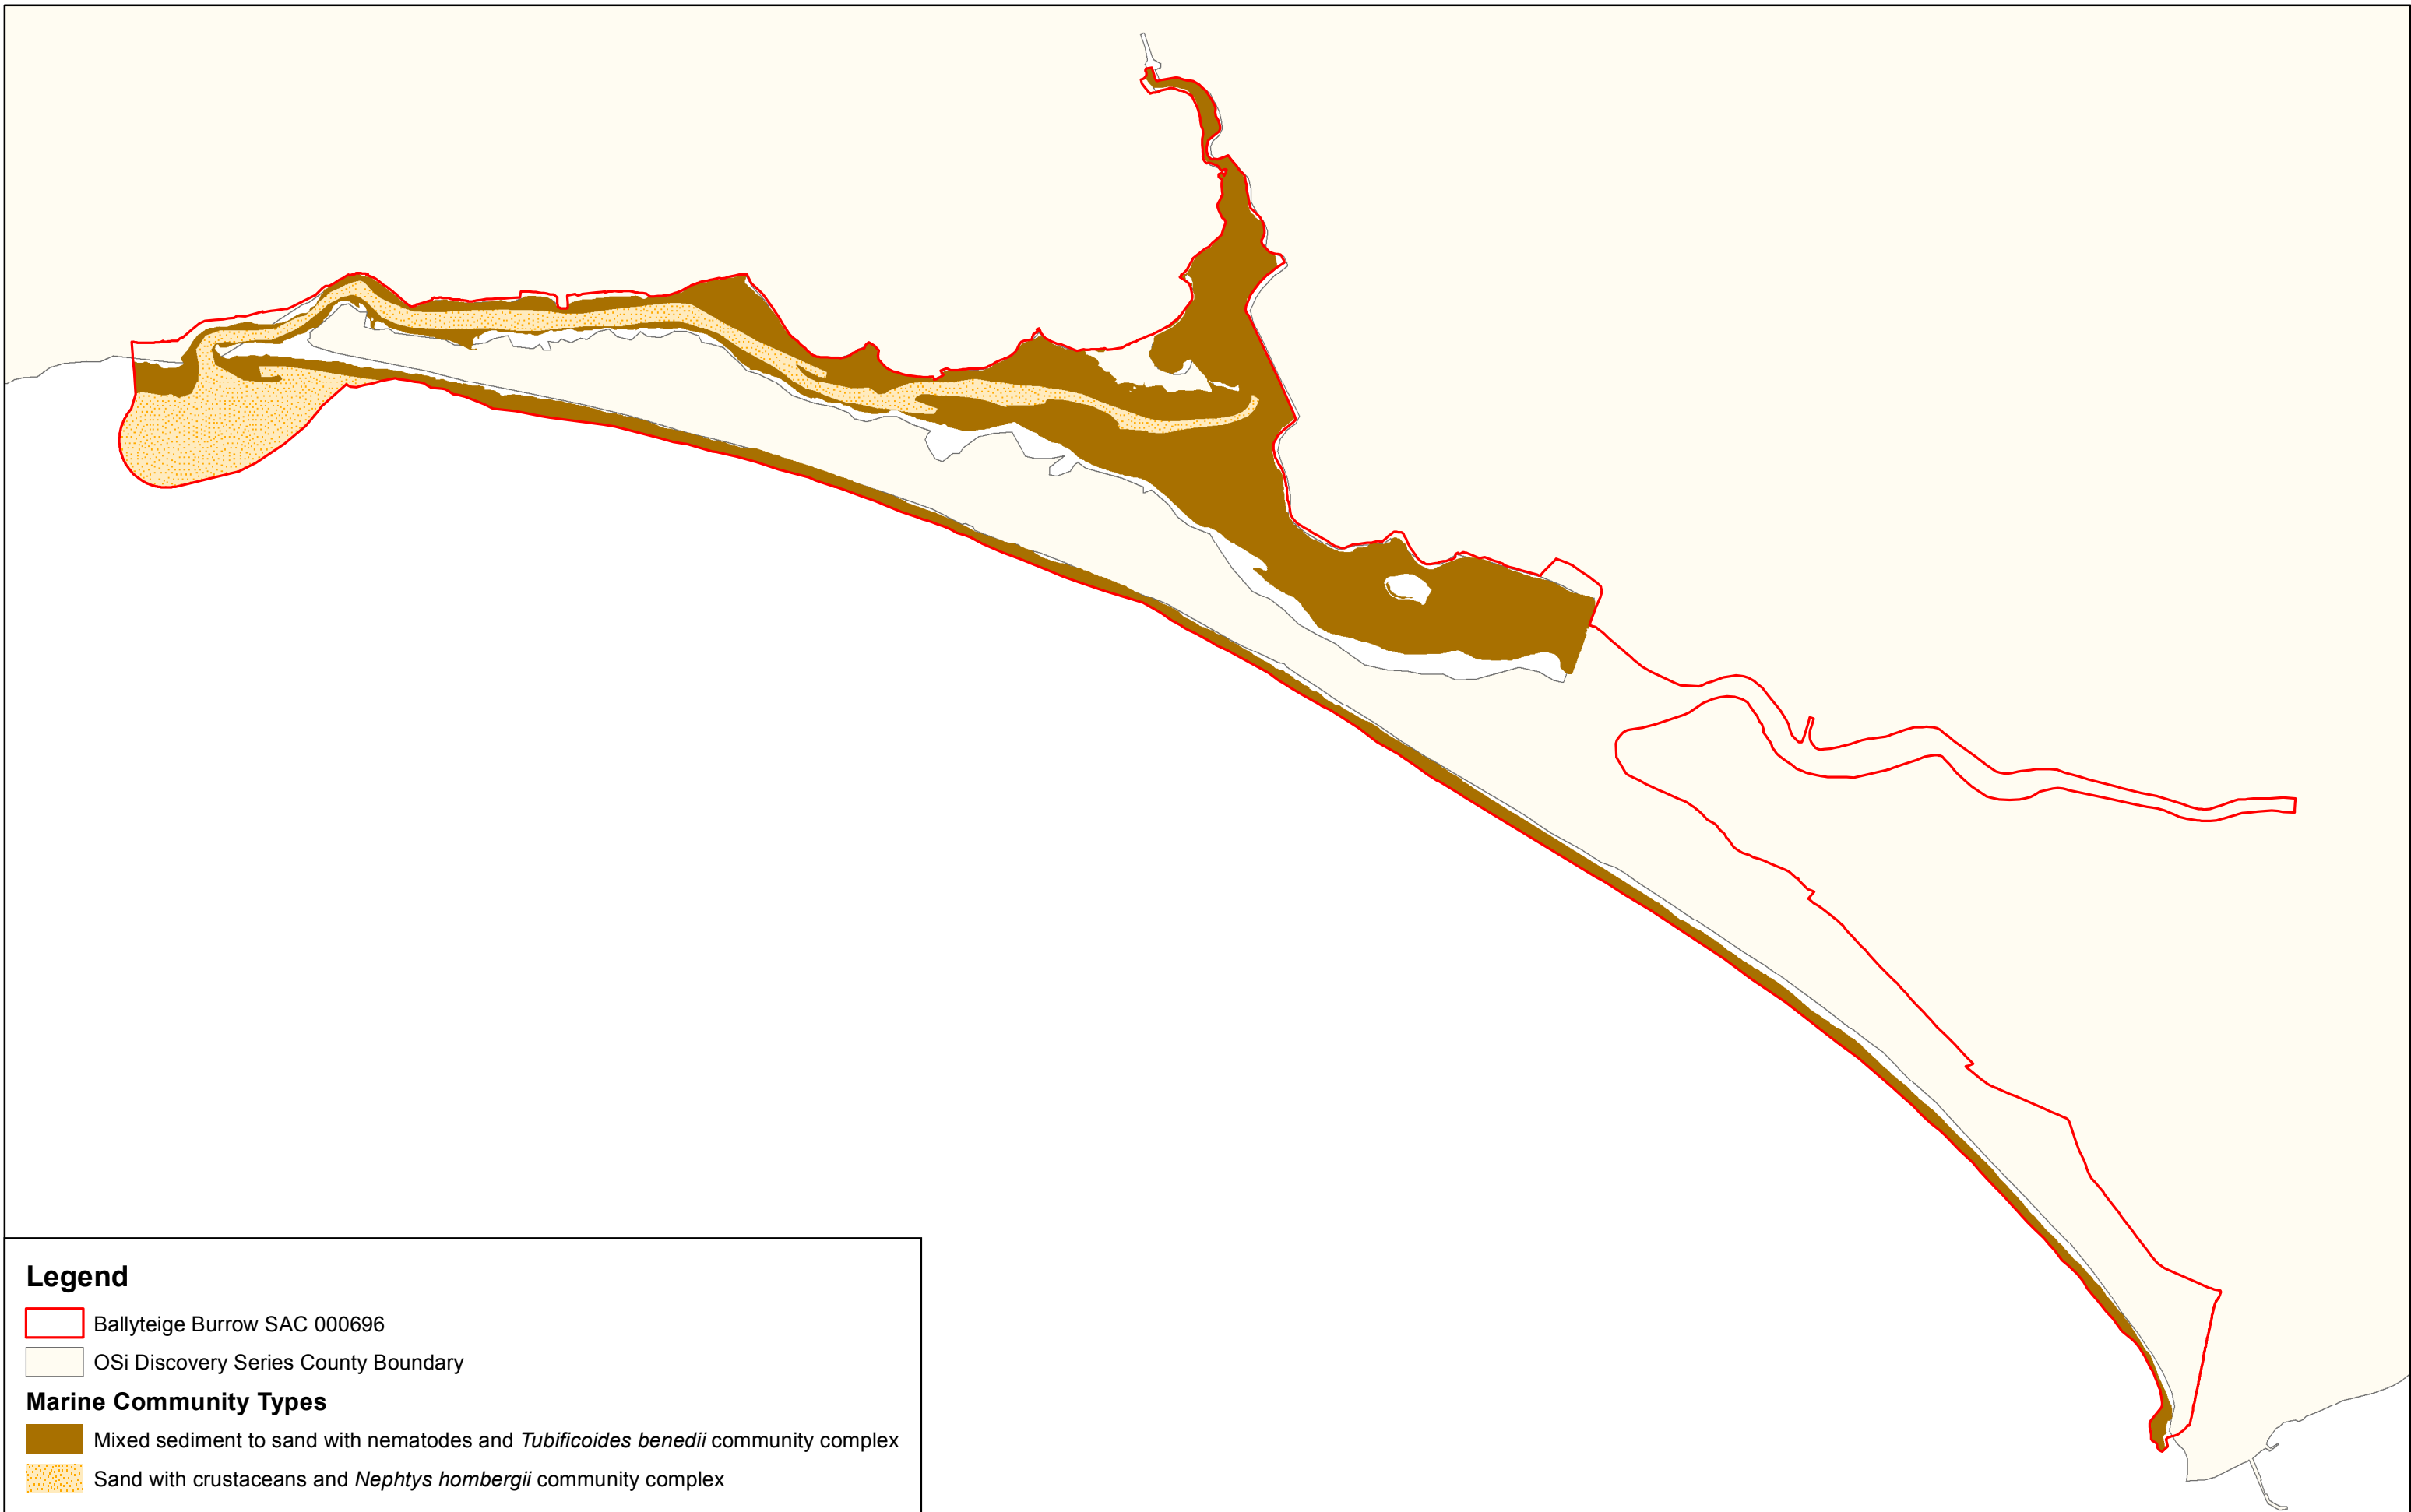 Legend
Ballyteige Burrow SAC 000696
OSi Discovery Series County Boundary
Marine Community Types
Mixed sediment to sand with nematodes and Tubificoides benedii community complex
Sand with crustaceans and Nephtys hombergii community complex